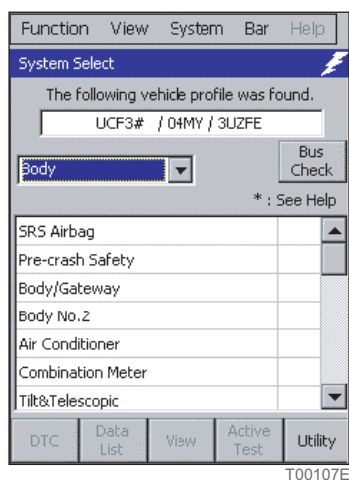 Function View System Bar Help
System Select
The following vehicle profile was found.
UCF3# / 04MY / 3UZFE
Body
Bus
Check
* : See Help
SRS Airbag
Pre-crash Safety
Body/Gateway
Body No.2
Air Conditioner
Combination Meter
Tilt&Telescopic
DTC Data List View Active Test Utility
T00107E